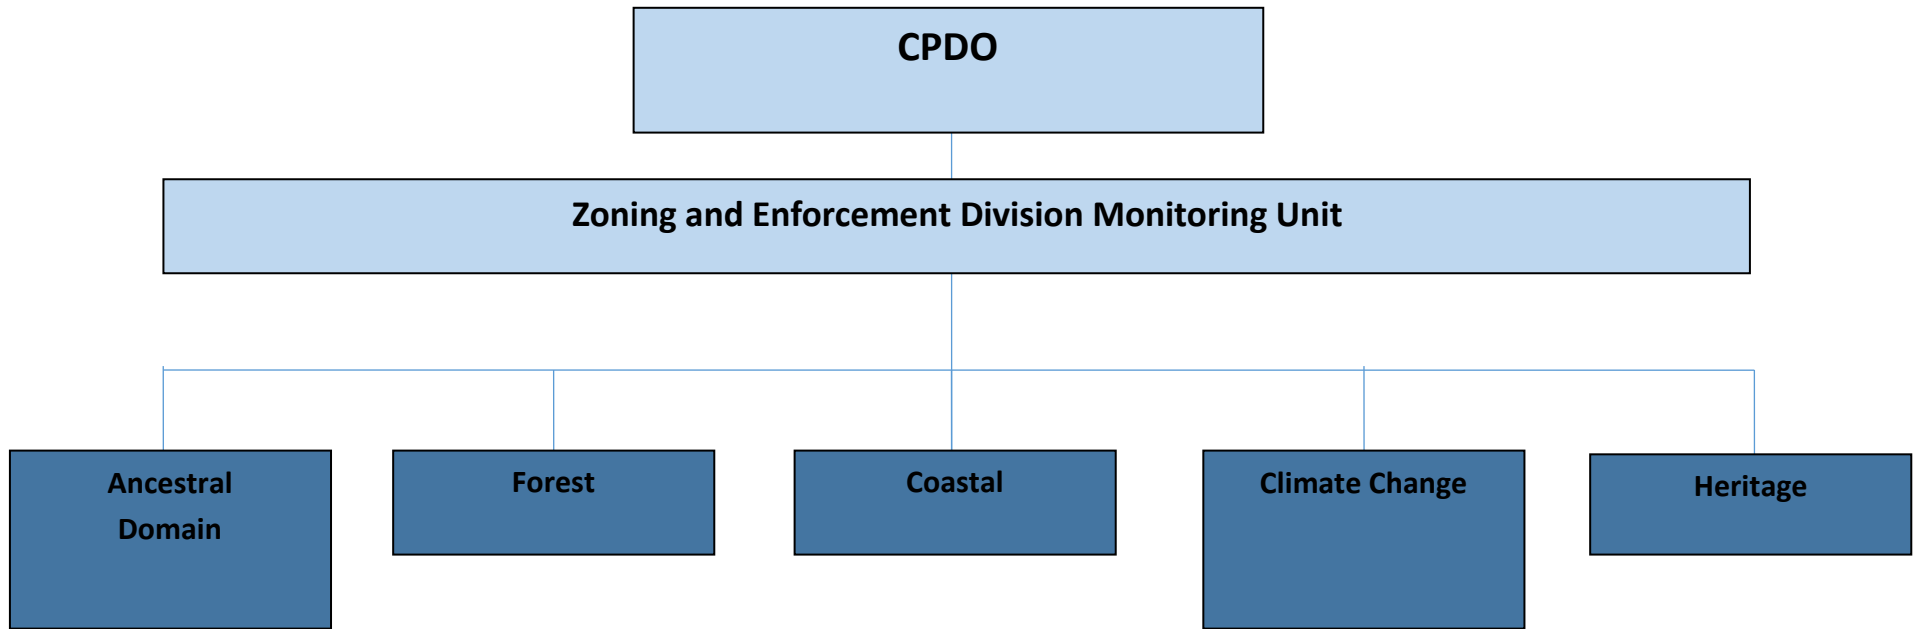 CPDO
Zoning and Enforcement Division Monitoring Unit
Ancestral
Domain
Forest
Coastal
Climate Change
Heritage